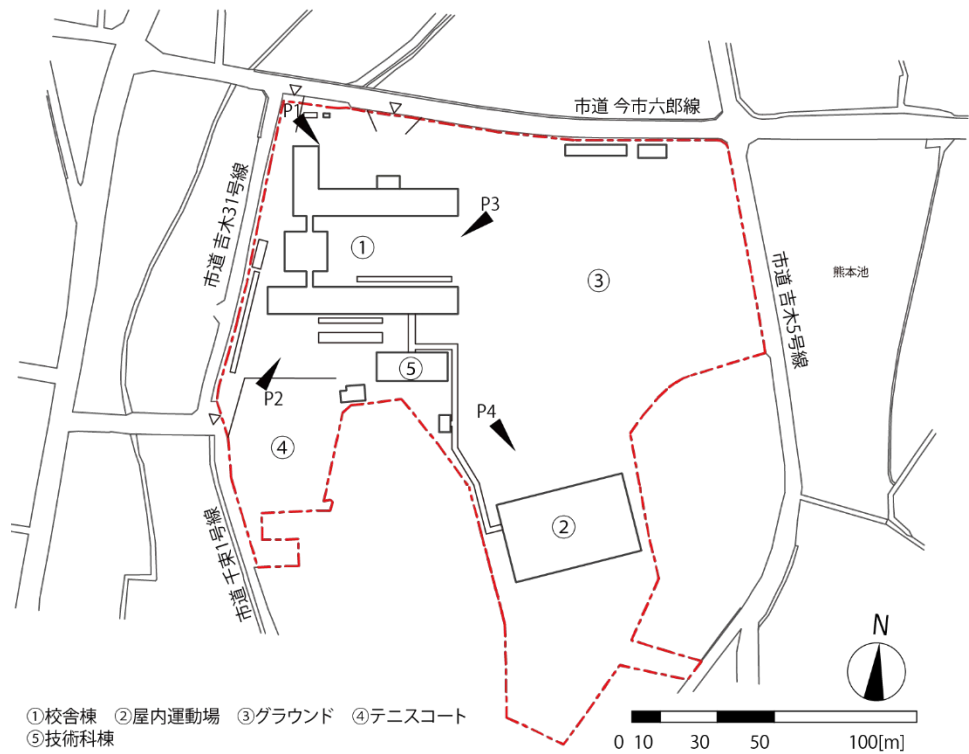 市道 今市六郎線
P1
市道 吉木31号線
P3
①
③
市道 吉木5号線
熊本池
⑤
P2
P4
④
②
市道 千束1号線
N
①校舎棟 ②屋内運動場 ③グラウンド ④テニスコート
⑤技術科棟
0 10 30 50 100[m]